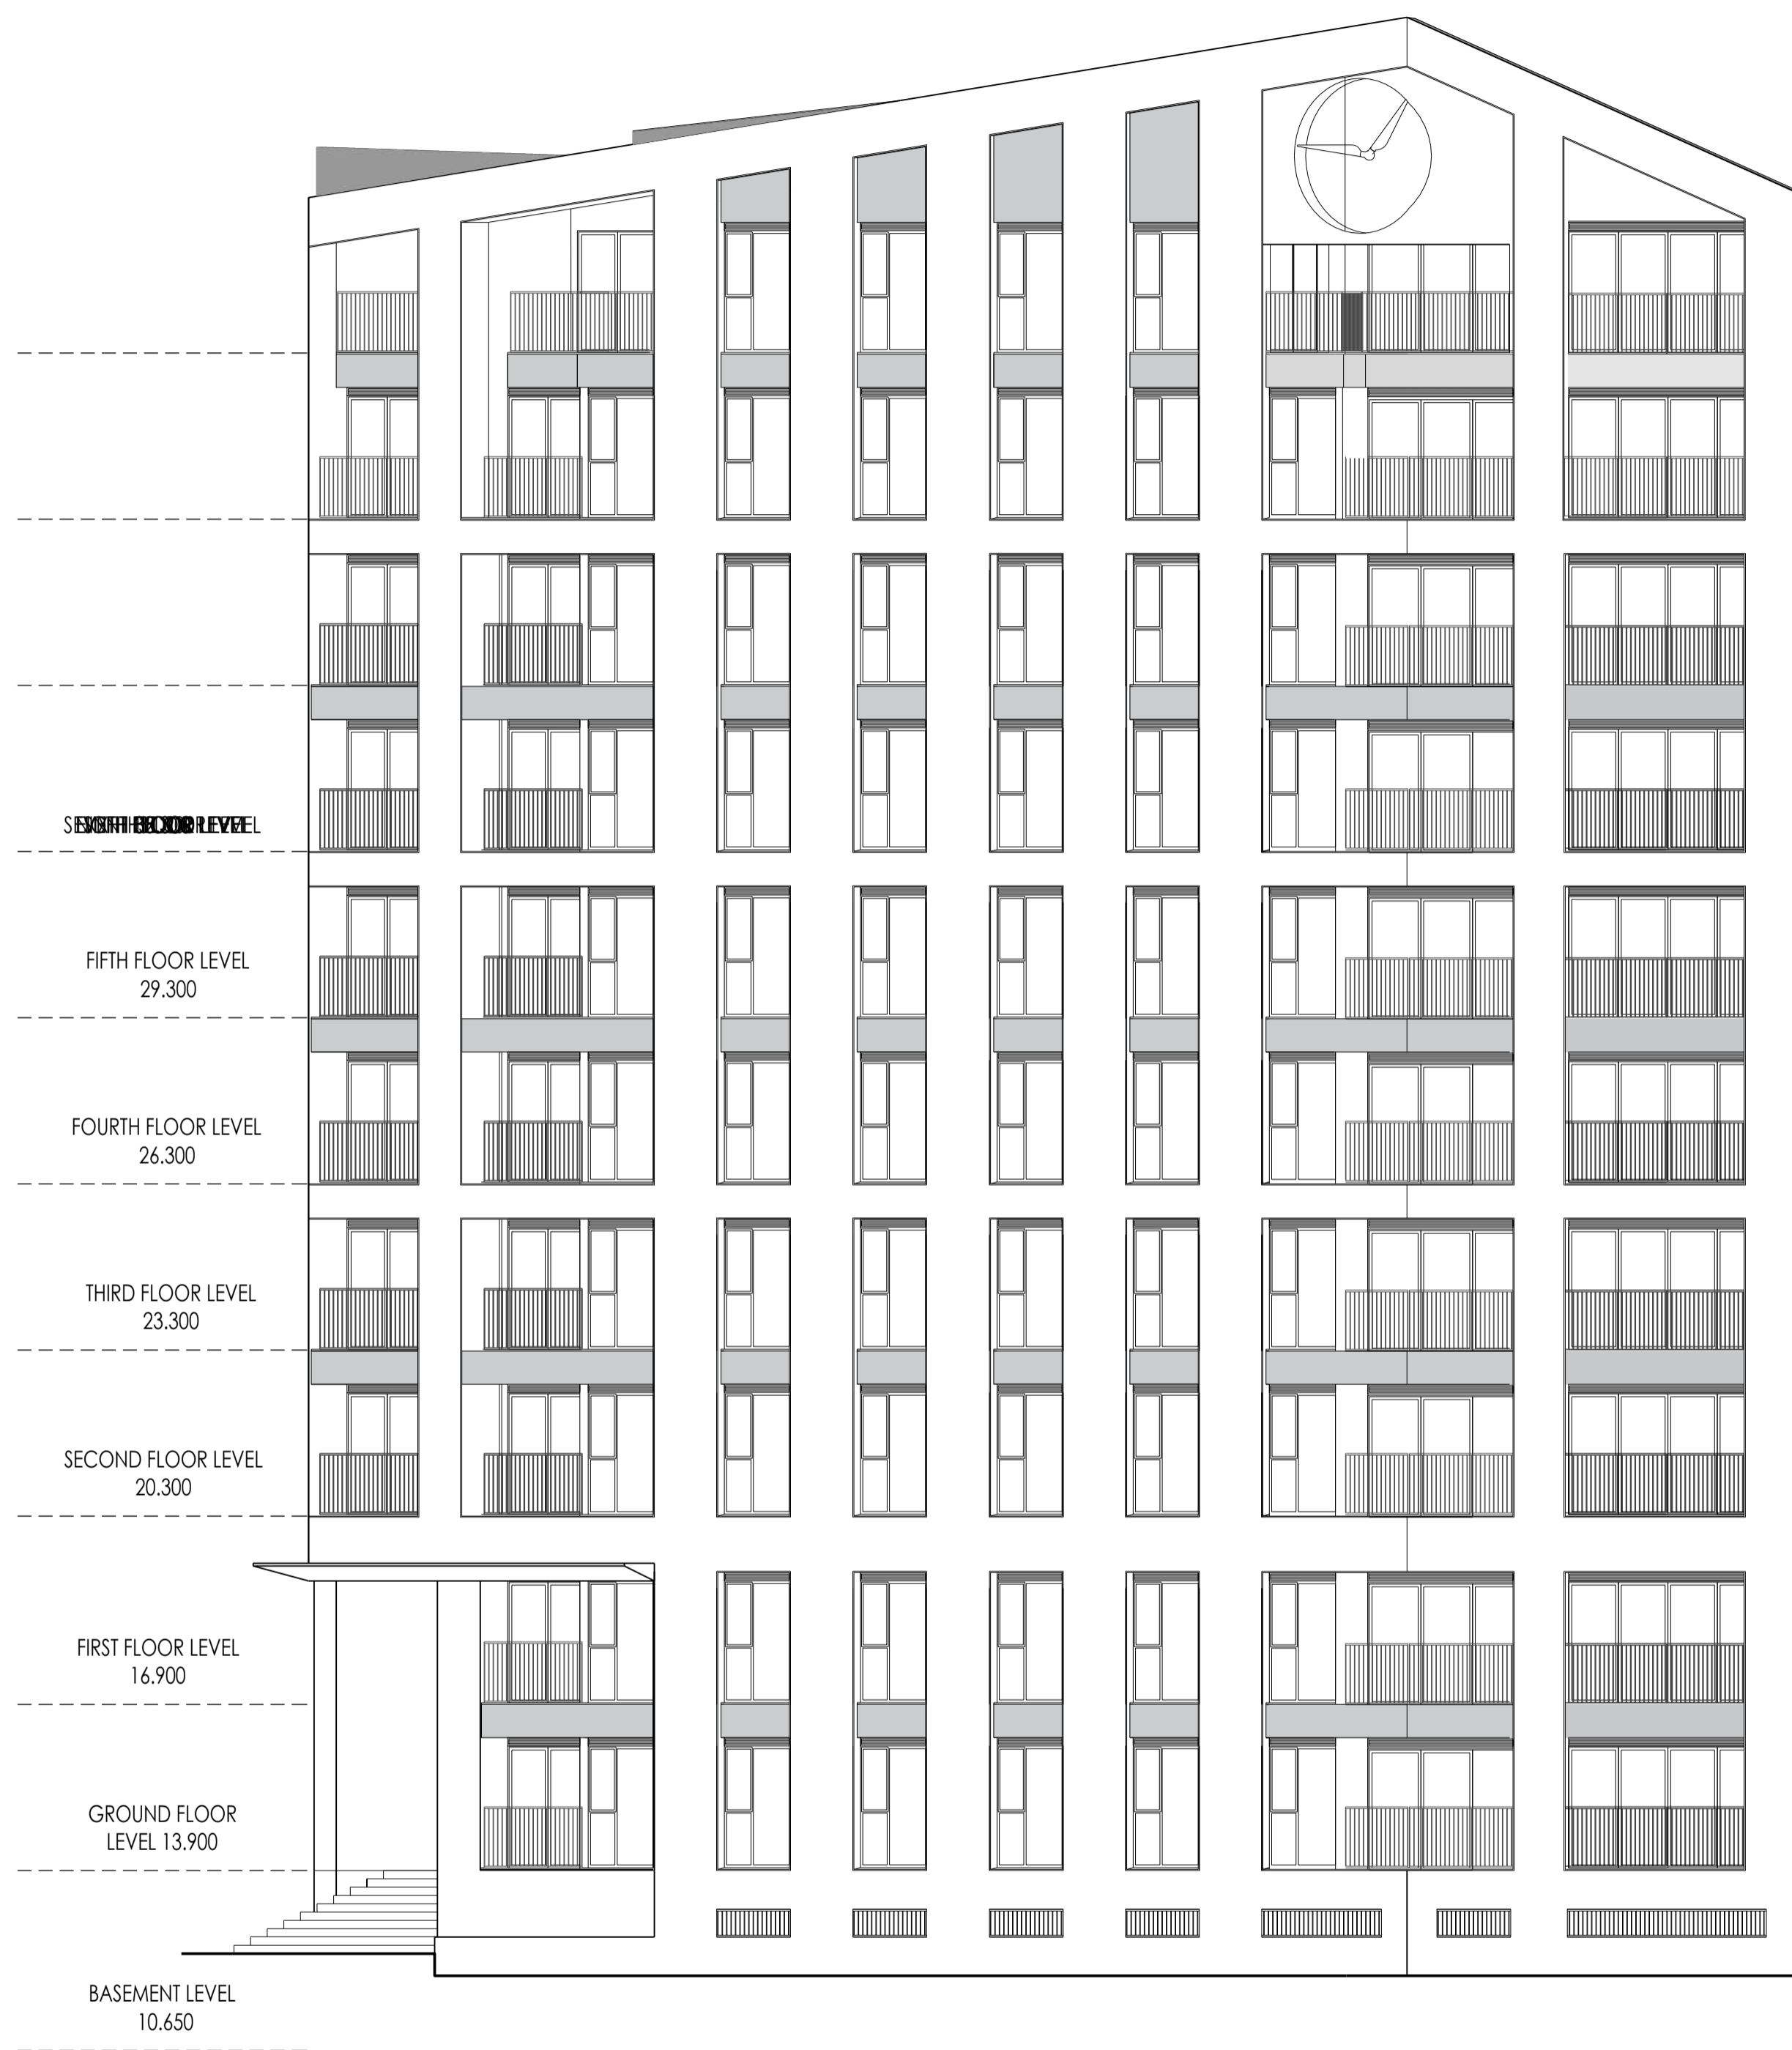 FIFTH FLOOR LEVEL
29.300
FOURTH FLOOR LEVEL
26.300
THIRD FLOOR LEVEL
23.300
SECOND FLOOR LEVEL
20.300
FIRST FLOOR LEVEL
16.900
GROUND FLOOR
LEVEL 13.900
BASEMENT LEVEL
10.650